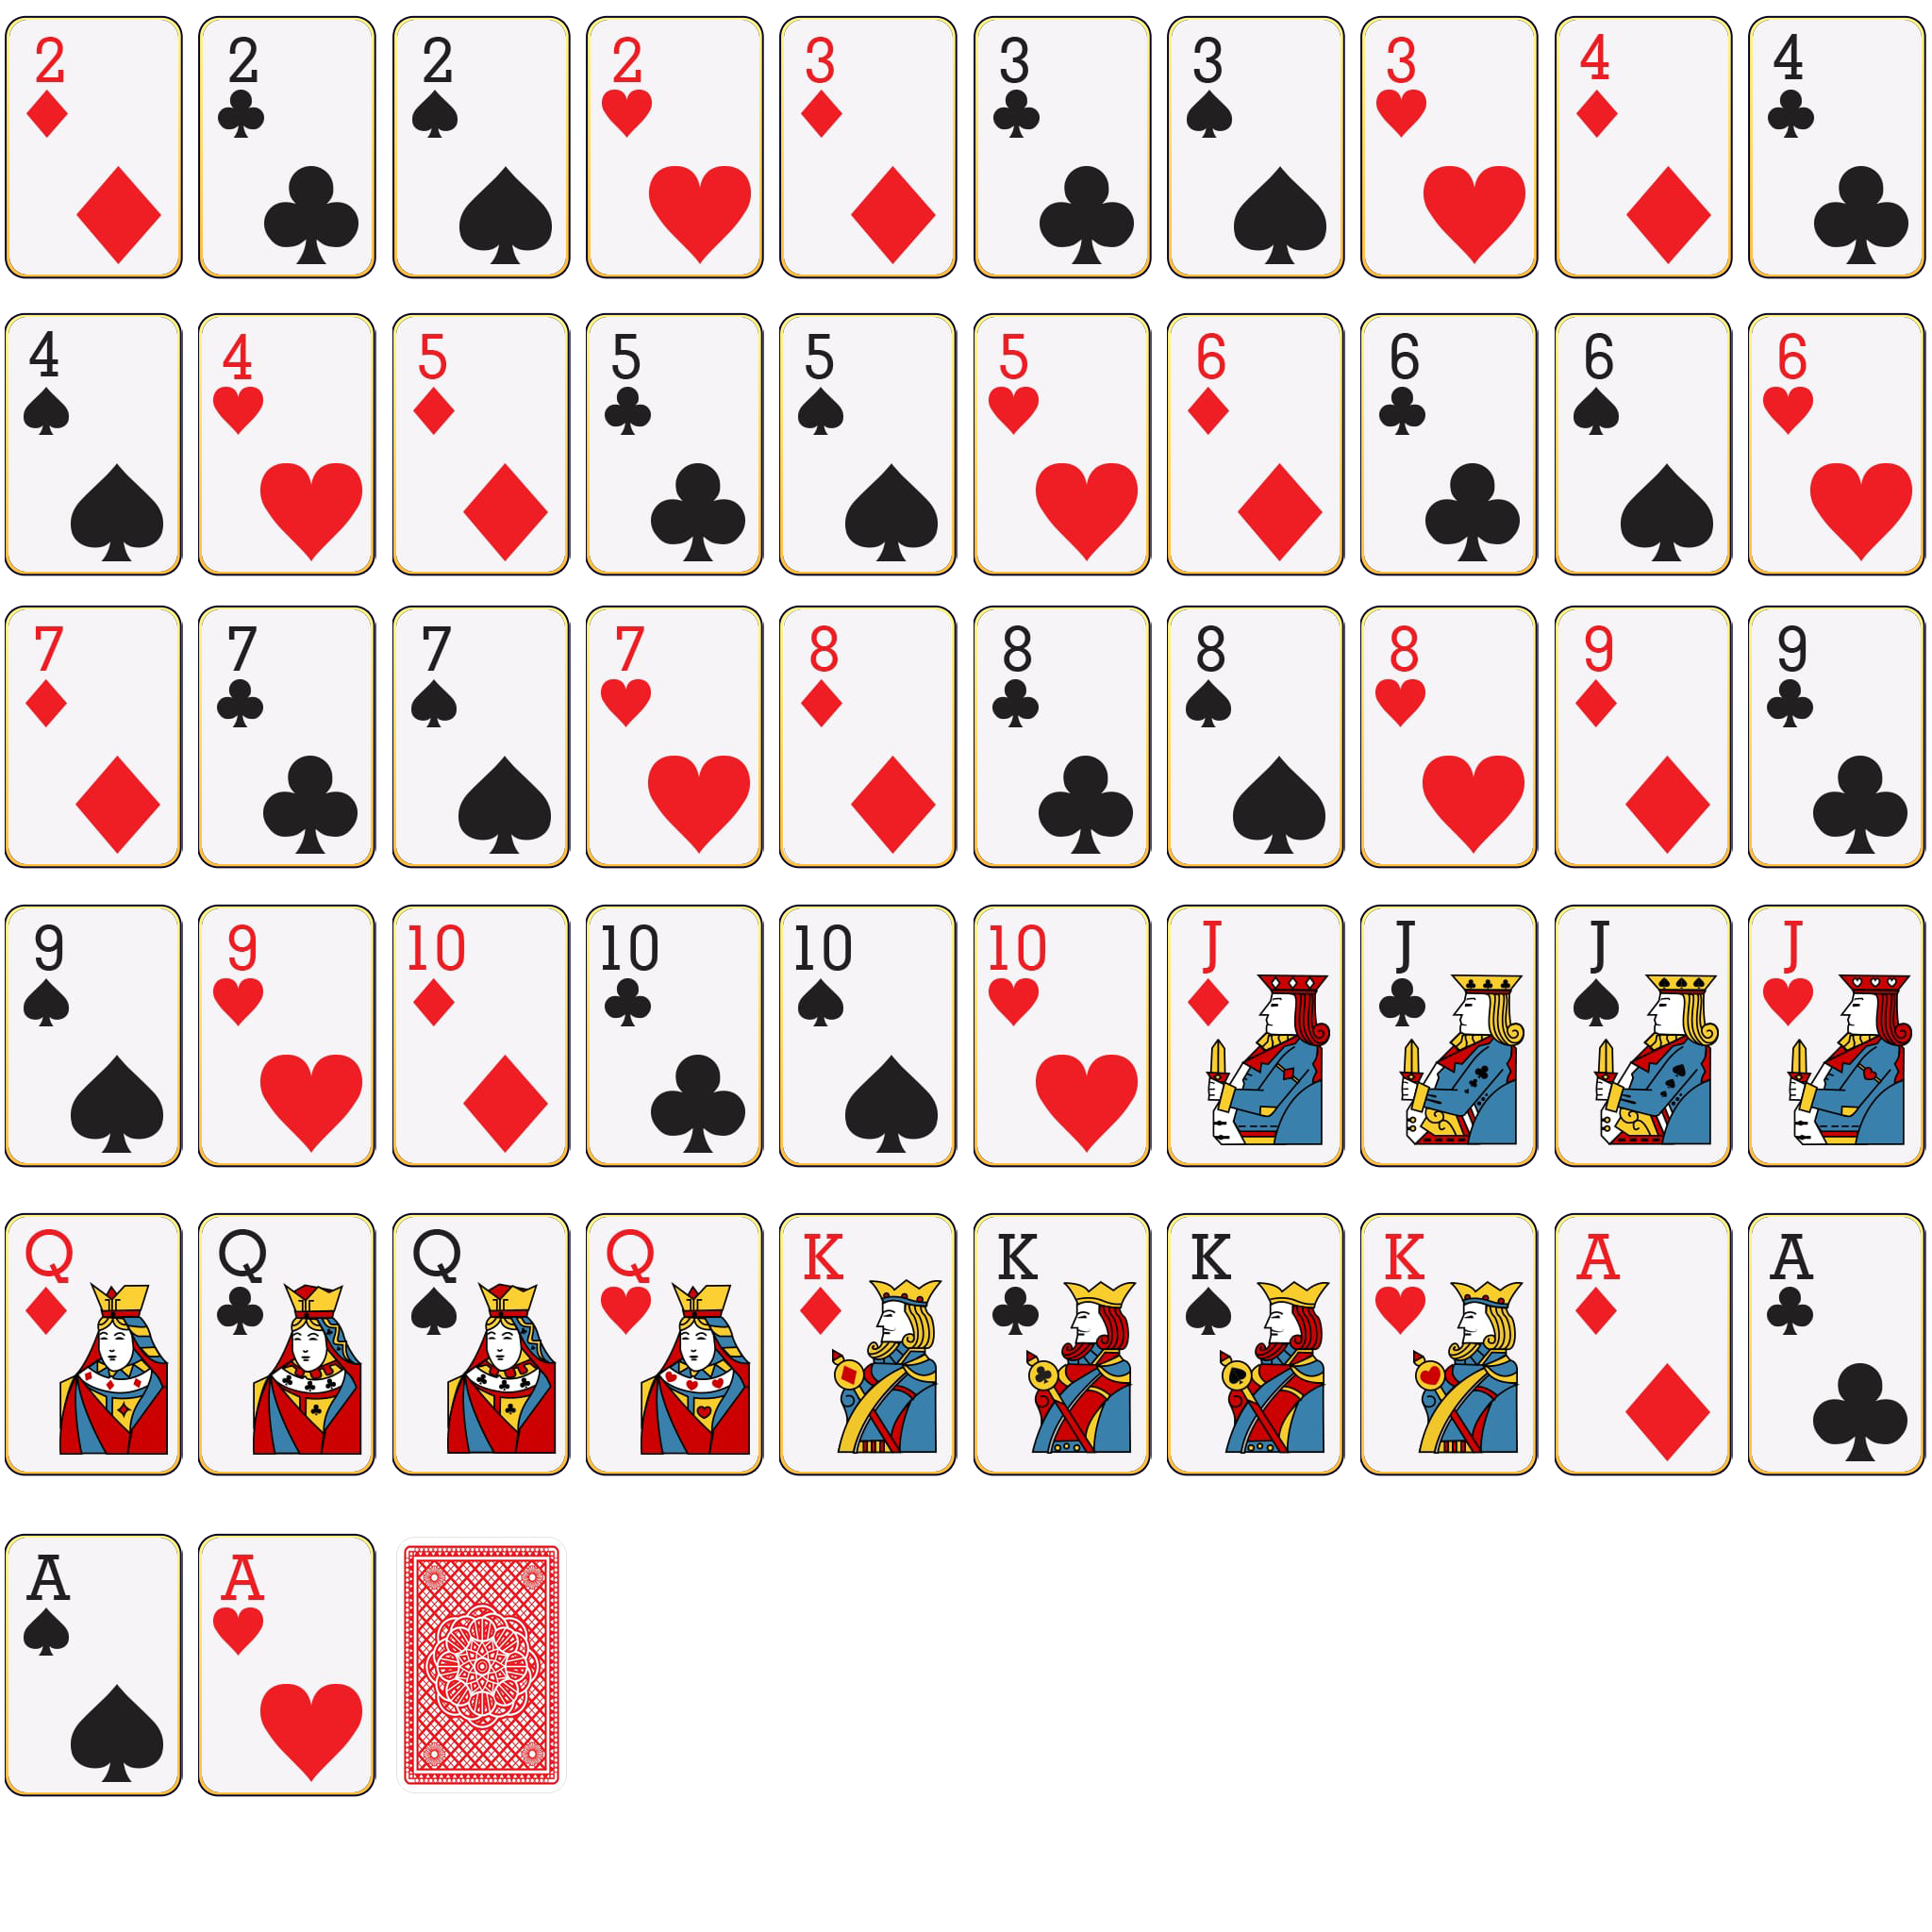 2 2 2 2 3 3 3 3 4 4
4 4 5 5 5 5 6 6 6 6
7 7 7 7 8 8 8 8 9 9
9 9 10 10 10 10 J J J J
Q Q Q Q K K K K A A
A A